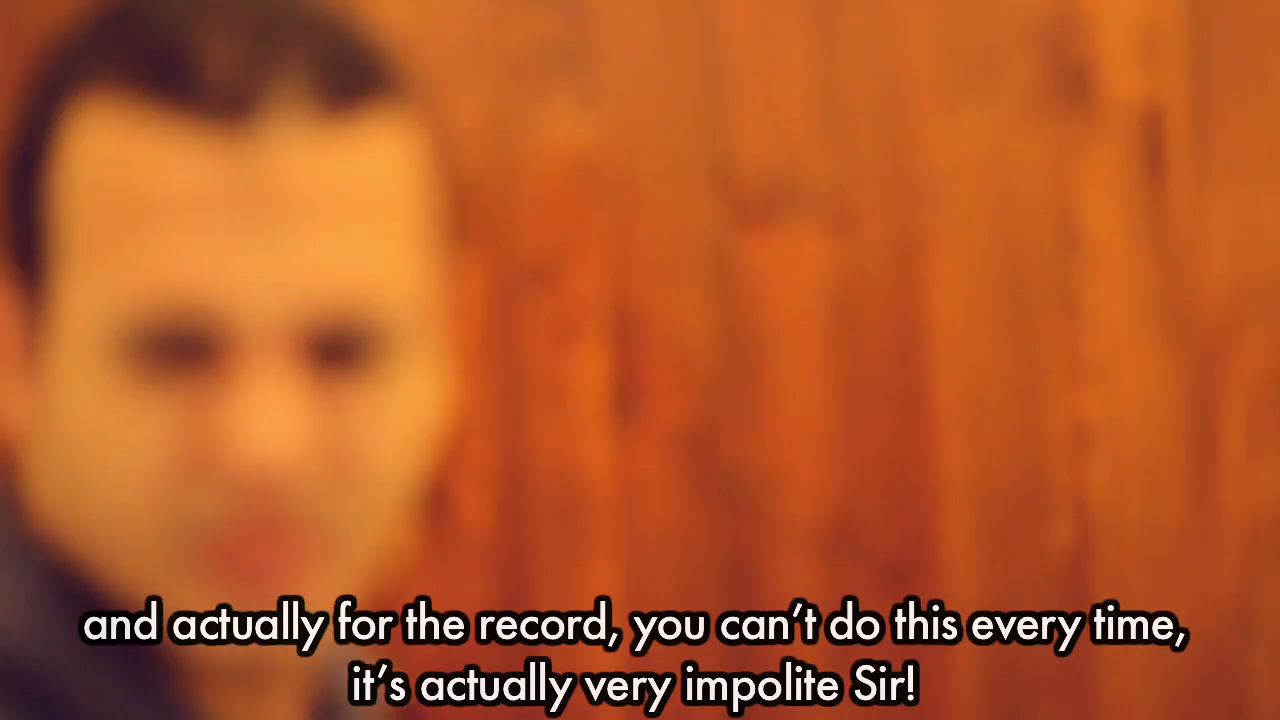 and actually for the record, you can’t do this every time,
it’s actually very impolite Sir!